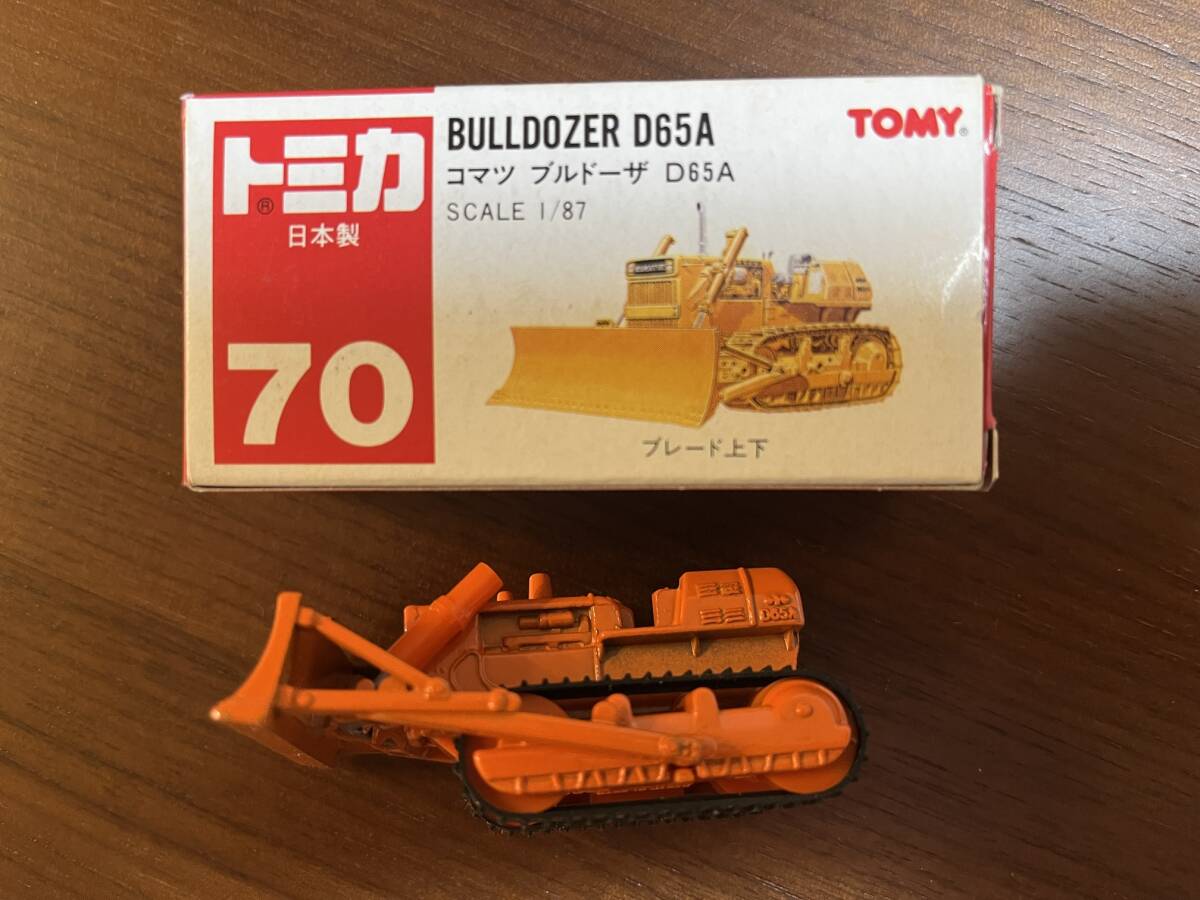 トミカ
®
日本製
70
BULLDOZER D65A
コマツ ブルドーザ D65A
SCALE 1/87
TOMY®
ブレード上下
D65A